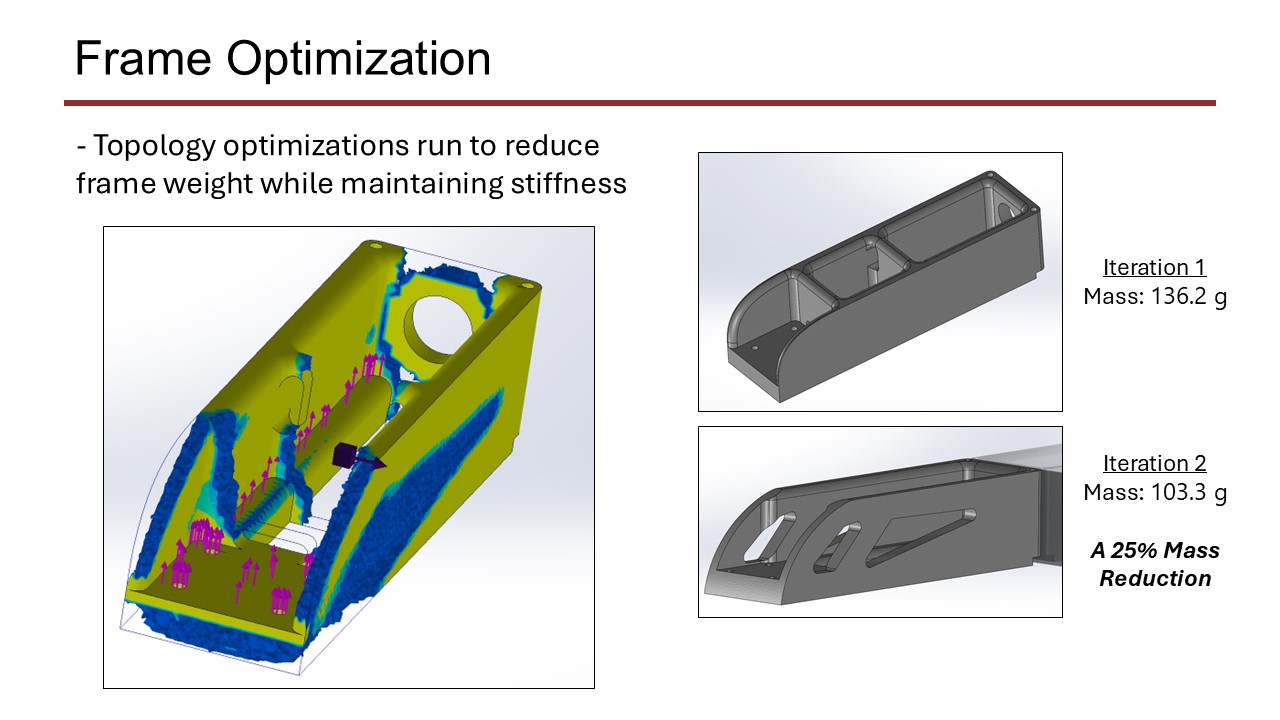 Frame Optimization
- Topology optimizations run to reduce
frame weight while maintaining stiffness
Iteration 1
Mass: 136.2 g
Iteration 2
Mass: 103.3 g
A 25% Mass
Reduction